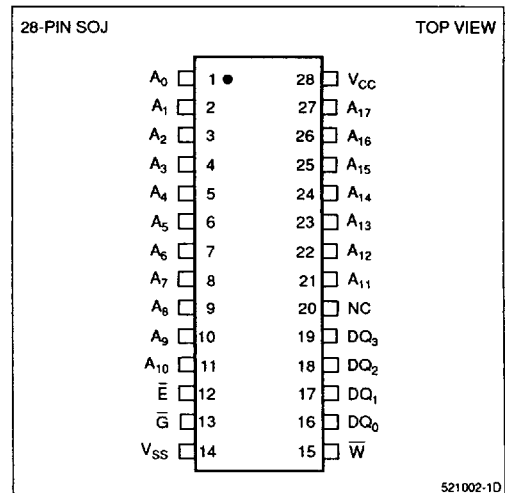 28-PIN SOJ TOP VIEW
A₀ 1 28 V_CC
A₁ 2 27 A₁₇
A₂ 3 26 A₁₆
A₃ 4 25 A₁₅
A₄ 5 24 A₁₄
A₅ 6 23 A₁₃
A₆ 7 22 A₁₂
A₇ 8 21 A₁₁
A₈ 9 20 NC
A₉ 10 19 DQ₃
A₁₀ 11 18 DQ₂
E̅ 12 17 DQ₁
G̅ 13 16 DQ₀
V_SS 14 15 W̅
521002-1D